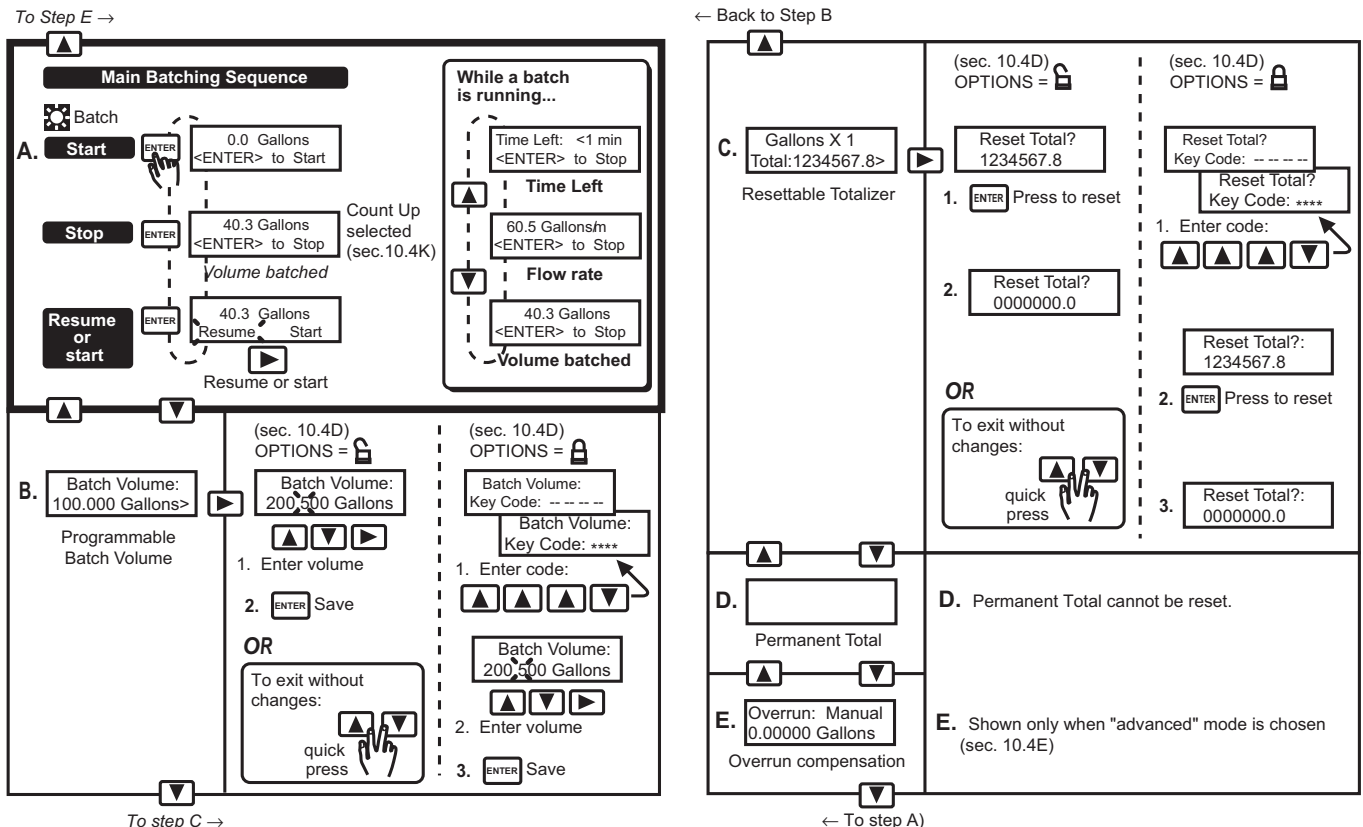 To Step E →
Main Batching Sequence
Batch
A.
Start
ENTER
0.0 Gallons
<ENTER> to Start
Stop
ENTER
40.3 Gallons
<ENTER> to Stop
Volume batched
Count Up
selected
(sec.10.4K)
Resume
or
start
ENTER
40.3 Gallons
Resume Start
Resume or start
While a batch
is running...
Time Left: <1 min
<ENTER> to Stop
Time Left
60.5 Gallons/m
<ENTER> to Stop
Flow rate
40.3 Gallons
<ENTER> to Stop
Volume batched
B.
Batch Volume:
100.000 Gallons>
Programmable
Batch Volume
(sec. 10.4D)
OPTIONS =
Batch Volume:
200.500 Gallons
1. Enter volume
2. ENTER Save
OR
To exit without
changes:
quick
press
(sec. 10.4D)
OPTIONS =
Batch Volume:
Key Code: -- -- -- --
Batch Volume:
Key Code: ****
1. Enter code:
Batch Volume:
200.500 Gallons
2. Enter volume
3. ENTER Save
To step C →
← Back to Step B
C.
Gallons X 1
Total:1234567.8>
Resettable Totalizer
(sec. 10.4D)
OPTIONS =
Reset Total?
1234567.8
1. ENTER Press to reset
2.
Reset Total?
0000000.0
OR
To exit without
changes:
quick
press
(sec. 10.4D)
OPTIONS =
Reset Total?
Key Code: -- -- -- --
Reset Total?
Key Code: ****
1. Enter code:
Reset Total?:
1234567.8
2. ENTER Press to reset
3.
Reset Total?:
0000000.0
D.
Permanent Total
D. Permanent Total cannot be reset.
E.
Overrun: Manual
0.00000 Gallons
Overrun compensation
E. Shown only when "advanced" mode is chosen
(sec. 10.4E)
← To step A)